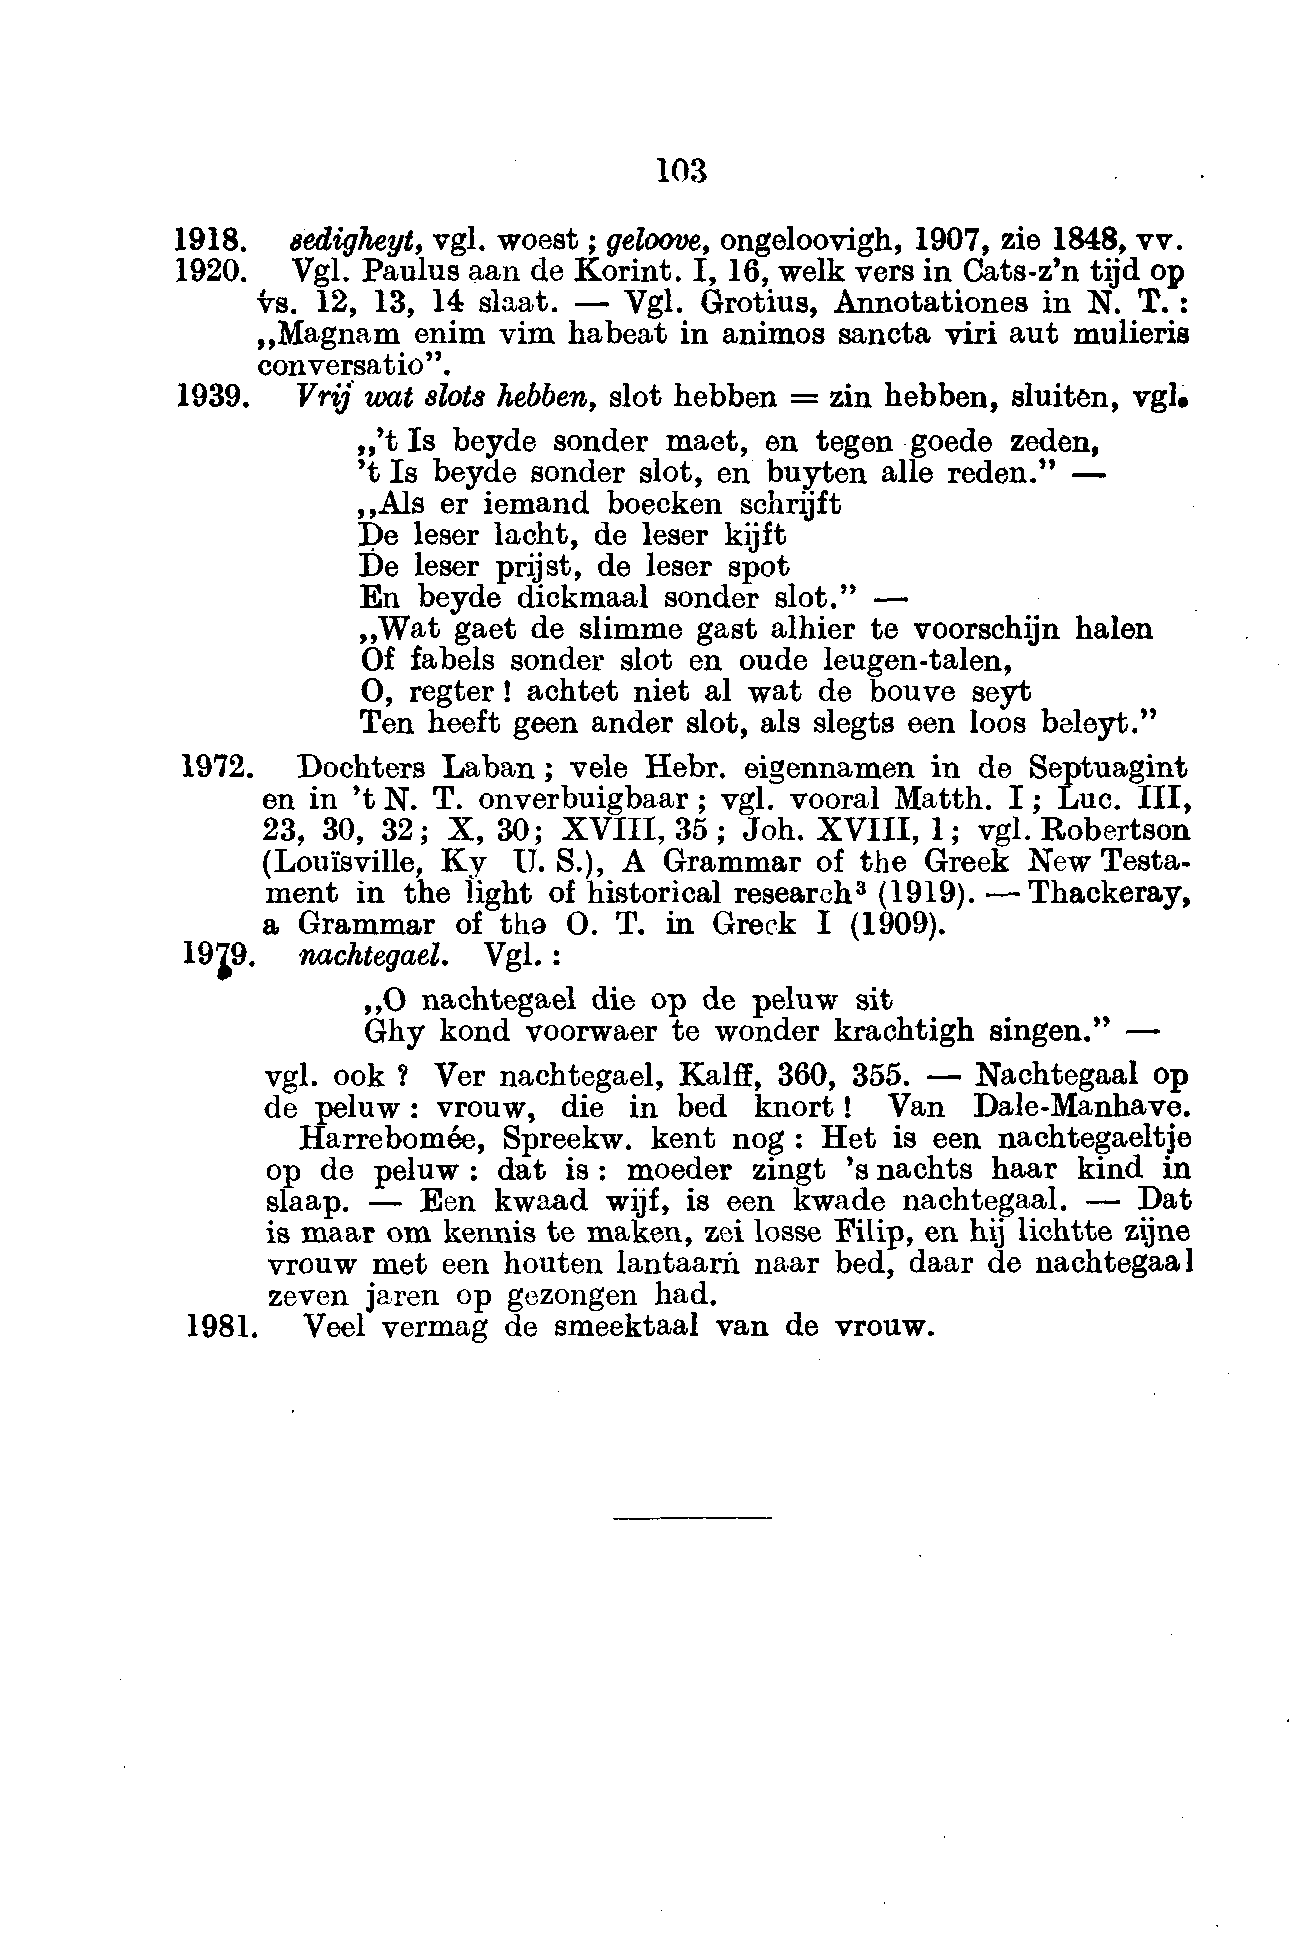 103
1918. sedigheyt, vgl. woest ; geloove, ongeloovigh, 1907, zie 1848, vv.
1920. Vgl. Paulus aan de Korint. I, 16, welk vers in Cats-z'n tijd op
vs. 12, 13, 14 slaat. — Vgl. Grotius, Annotationes in N. T. :
„Magnam enim vim habeat in animos sancta viri aut mulieris
conversatio”.
1939. Vrij wat slots hebben, slot hebben = zin hebben, sluiten, vgl.
„'t Is beyde sonder maet, en tegen goede zeden,
't Is beyde sonder slot, en buyten alle reden.” —
„Als er iemand boecken schrijft
De leser lacht, de leser kijft
De leser prijst, de leser spot
En beyde dickmaal sonder slot.” —
„Wat gaet de slimme gast alhier te voorschijn halen
Of fabels sonder slot en oude leugen-talen,
O, regter ! achtet niet al wat de bouve seyt
Ten heeft geen ander slot, als slegts een loos beleyt.”
1972. Dochters Laban ; vele Hebr. eigennamen in de Septuagint
en in 't N. T. onverbuigbaar ; vgl. vooral Matth. I ; Luc. III,
23, 30, 32 ; X, 30 ; XVIII, 35 ; Joh. XVIII, 1 ; vgl. Robertson
(Louïsville, Ky U. S.), A Grammar of the Greek New Testa-
ment in the light of historical research³ (1919). — Thackeray,
a Grammar of the O. T. in Greck I (1909).
1979. nachtegael. Vgl. :
„O nachtegael die op de peluw sit
Ghy kond voorwaer te wonder krachtigh singen.” —
vgl. ook ? Ver nachtegael, Kalff, 360, 355. — Nachtegaal op
de peluw : vrouw, die in bed knort ! Van Dale-Manhave.
Harrebomée, Spreekw. kent nog : Het is een nachtegaeltje
op de peluw : dat is : moeder zingt 's nachts haar kind in
slaap. — Een kwaad wijf, is een kwade nachtegaal. — Dat
is maar om kennis te maken, zei losse Filip, en hij lichtte zijne
vrouw met een houten lantaarn naar bed, daar de nachtegaal
zeven jaren op gezongen had.
1981. Veel vermag de smeektaal van de vrouw.